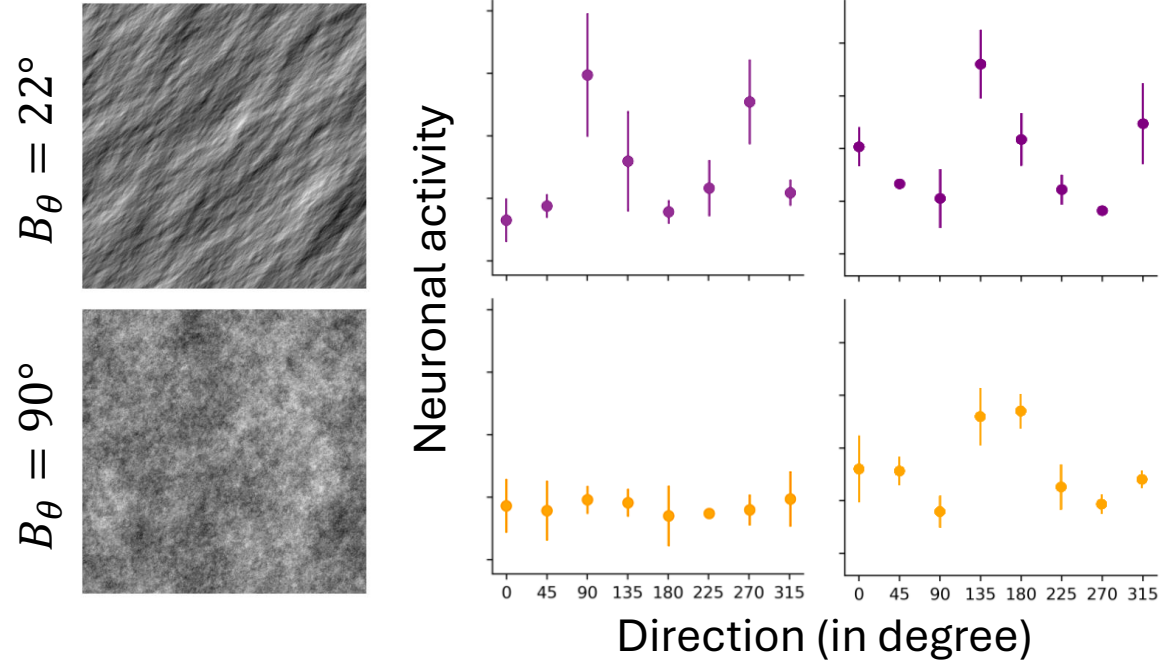 B_θ = 22°
B_θ = 90°
Neuronal activity
0 45 90 135 180 225 270 315
0 45 90 135 180 225 270 315
Direction (in degree)